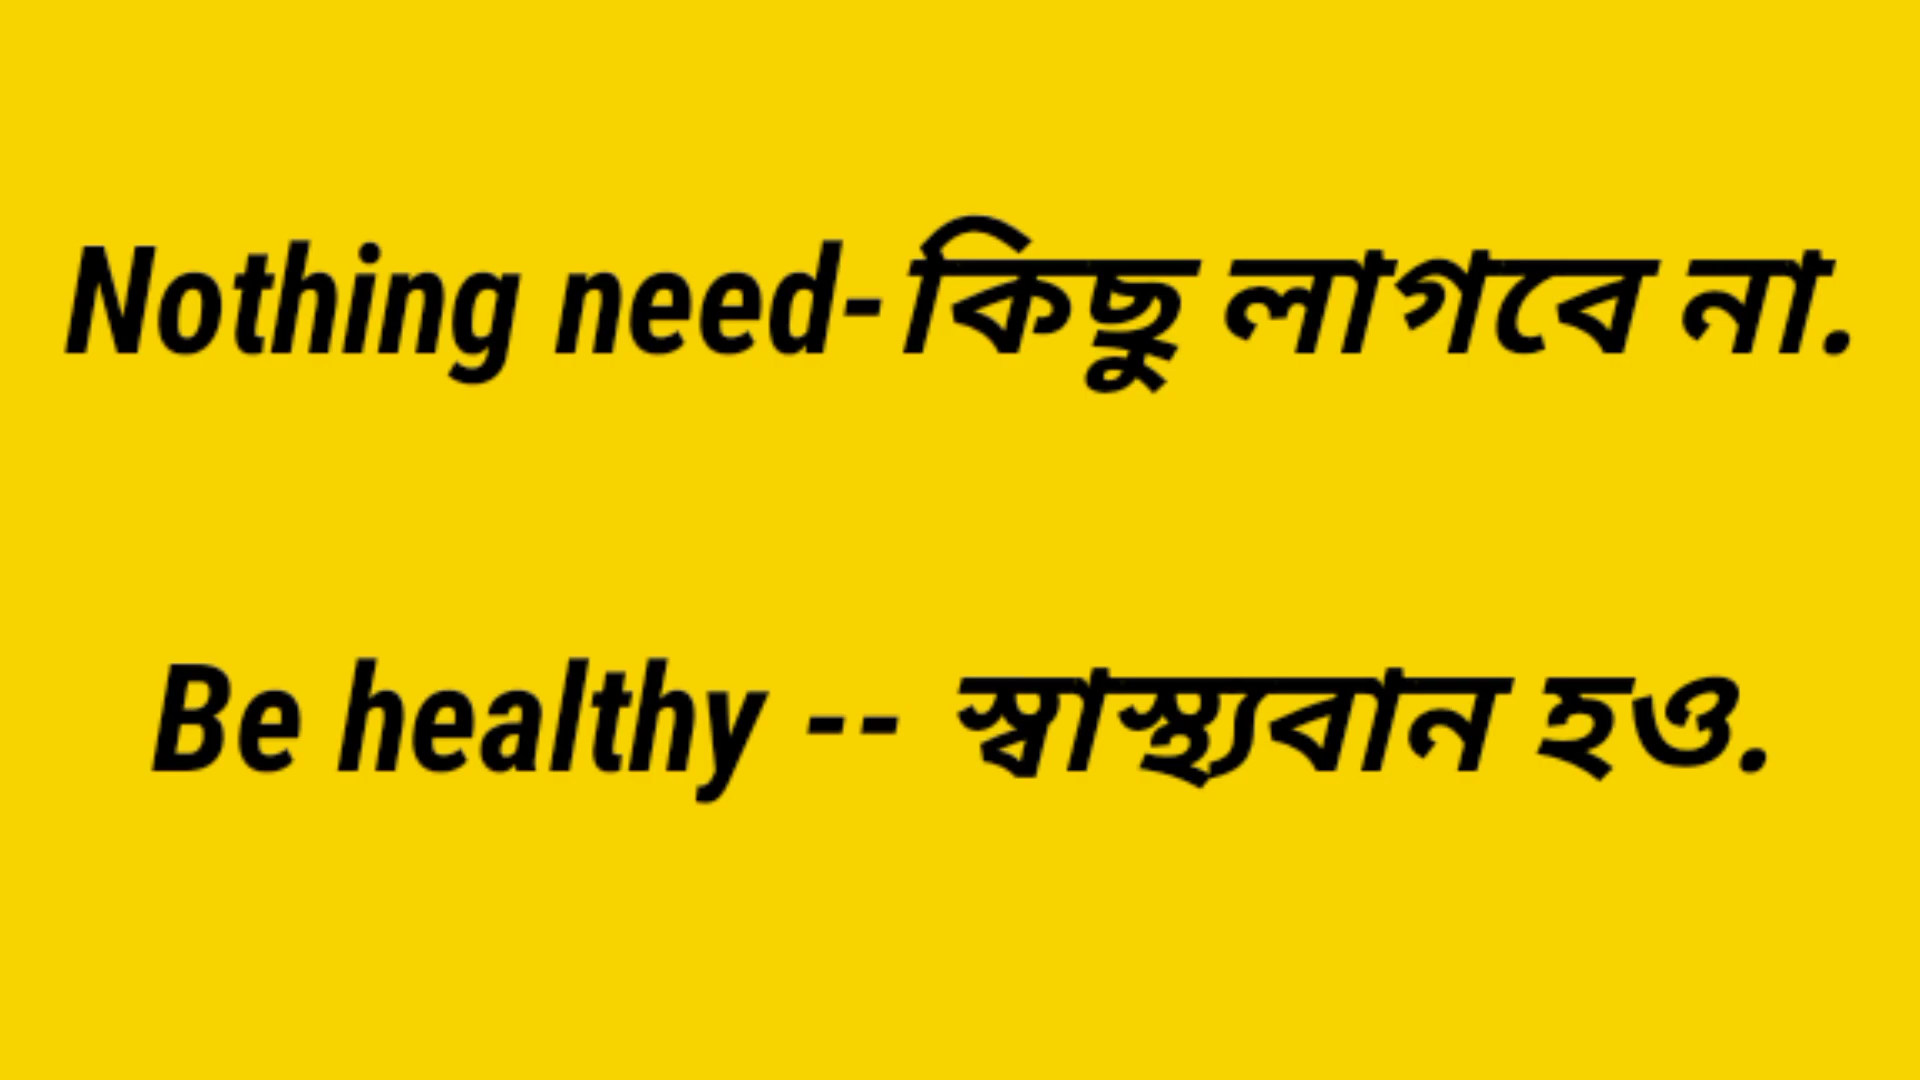 Nothing need-কিছু লাগবে না.
Be healthy -- স্বাস্থ্যবান হও.